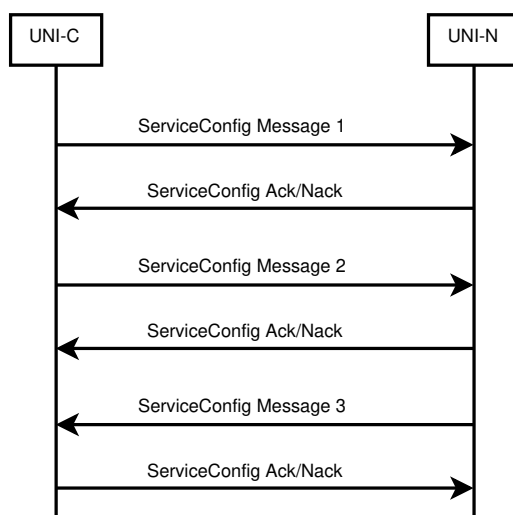 UNI-C
UNI-N
ServiceConfig Message 1
ServiceConfig Ack/Nack
ServiceConfig Message 2
ServiceConfig Ack/Nack
ServiceConfig Message 3
ServiceConfig Ack/Nack